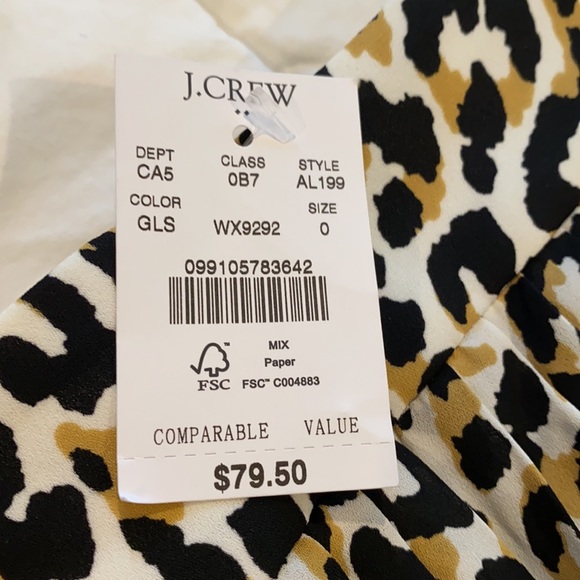 J.CREW
DEPT CLASS STYLE
CA5 0B7 AL199
COLOR SIZE
GLS WX9292 0
099105783642
MIX
Paper
FSC FSC™ C004883
COMPARABLE VALUE
$79.50